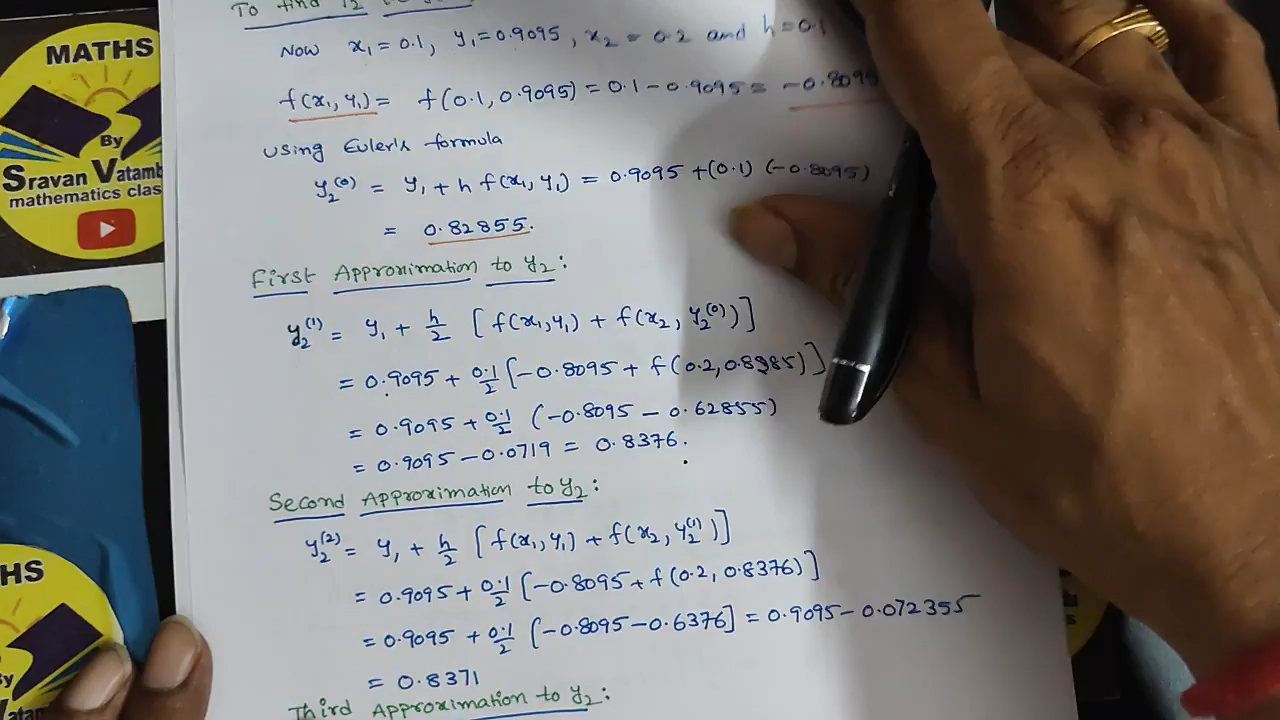 To find
Now x₁ = 0.1, y₁ = 0.9095, x₂ = 0.2 and h = 0.1
f(x₁, y₁) = f(0.1, 0.9095) = 0.1 - 0.9095 = -0.8095
using Euler's formula
y₂⁽⁰⁾ = y₁ + h f(x₁, y₁) = 0.9095 + (0.1) (-0.8095)
= 0.82855.
First Approximation to y₂:
y₂⁽¹⁾ = y₁ + h/2 [f(x₁, y₁) + f(x₂, y₂⁽⁰⁾)]
= 0.9095 + 0.1/2 [-0.8095 + f(0.2, )]
= 0.9095 + 0.1/2 (-0.8095 - 0.62855)
= 0.9095 - 0.0719 = 0.8376.
Second Approximation to y₂:
y₂⁽²⁾ = y₁ + h/2 [f(x₁, y₁) + f(x₂, y₂⁽¹⁾)]
= 0.9095 + 0.1/2 [-0.8095 + f(0.2, 0.8376)]
= 0.9095 + 0.1/2 [-0.8095 - 0.6376] = 0.9095 - 0.072355
= 0.8371
Third Approximation to y₂:
MATHS
By
Sravan Vatamb
mathematics clas
HS
By